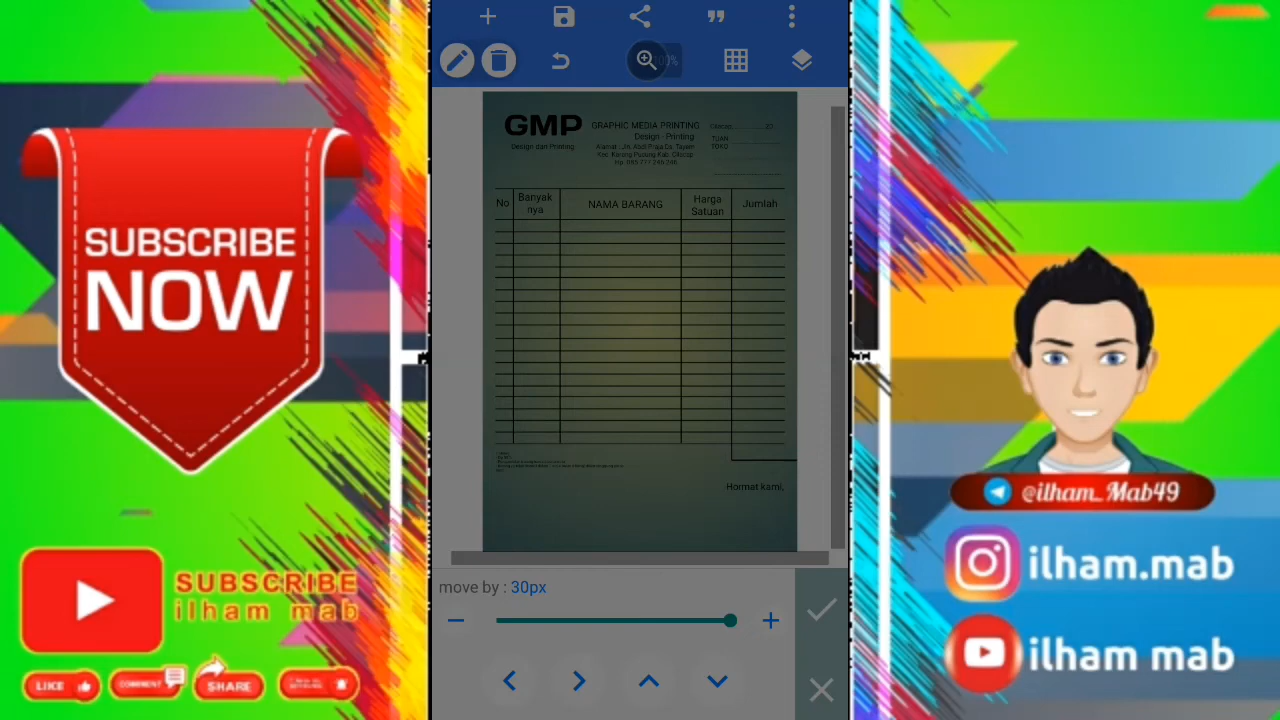 SUBSCRIBE
NOW
SUBSCRIBE
ilham mab
LIKE
COMMENT
SHARE
GMP
Design dan Printing
GRAPHIC MEDIA PRINTING
Design - Printing
TUAN
TOKO
No
Banyak
nya
NAMA BARANG
Harga
Satuan
Jumlah
Hormat kami,
move by : 30px
@ilham_Mab49
ilham.mab
ilham mab